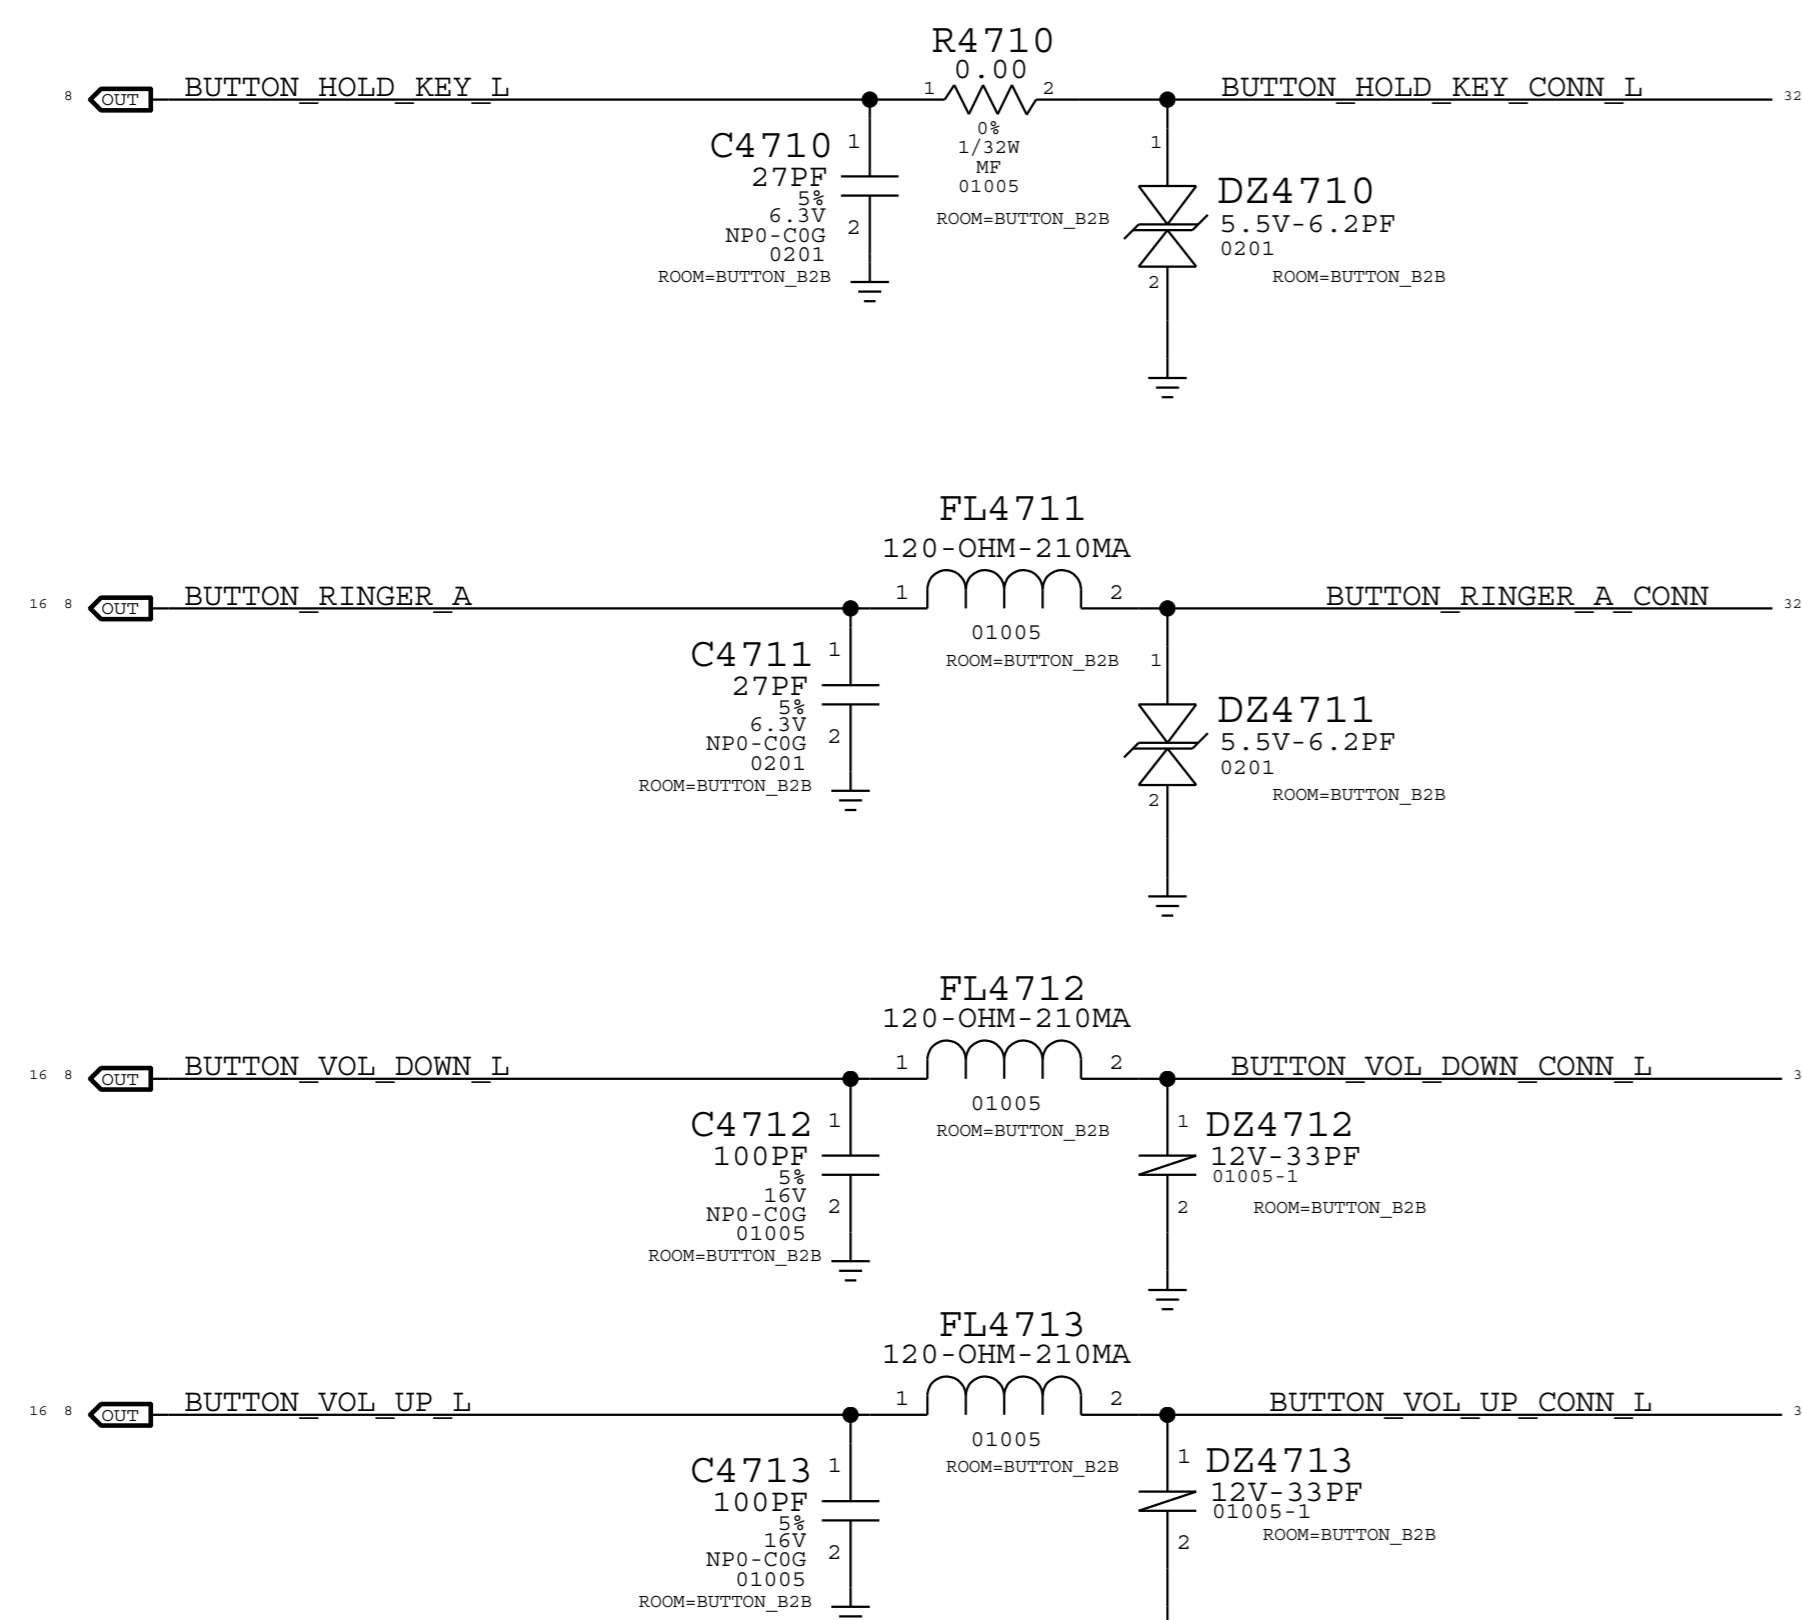 R4710
0.00
8 OUT BUTTON_HOLD_KEY_L 1 2 BUTTON_HOLD_KEY_CONN_L 32
0%
1/32W
MF
01005
ROOM=BUTTON_B2B
C4710 1
27PF
5%
6.3V
NP0-C0G 2
0201
ROOM=BUTTON_B2B
1
DZ4710
5.5V-6.2PF
0201
ROOM=BUTTON_B2B
2
FL4711
120-OHM-210MA
16 8 OUT BUTTON_RINGER_A 1 2 BUTTON_RINGER_A_CONN 32
01005
ROOM=BUTTON_B2B
C4711 1
27PF
5%
6.3V
NP0-C0G 2
0201
ROOM=BUTTON_B2B
1
DZ4711
5.5V-6.2PF
0201
ROOM=BUTTON_B2B
2
FL4712
120-OHM-210MA
16 8 OUT BUTTON_VOL_DOWN_L 1 2 BUTTON_VOL_DOWN_CONN_L 3
01005
ROOM=BUTTON_B2B
C4712 1
100PF
5%
16V
NP0-C0G 2
01005
ROOM=BUTTON_B2B
1 DZ4712
12V-33PF
01005-1
2 ROOM=BUTTON_B2B
FL4713
120-OHM-210MA
16 8 OUT BUTTON_VOL_UP_L 1 2 BUTTON_VOL_UP_CONN_L 3
01005
ROOM=BUTTON_B2B
C4713 1
100PF
5%
16V
NP0-C0G 2
01005
ROOM=BUTTON_B2B
1 DZ4713
12V-33PF
01005-1
ROOM=BUTTON_B2B
2